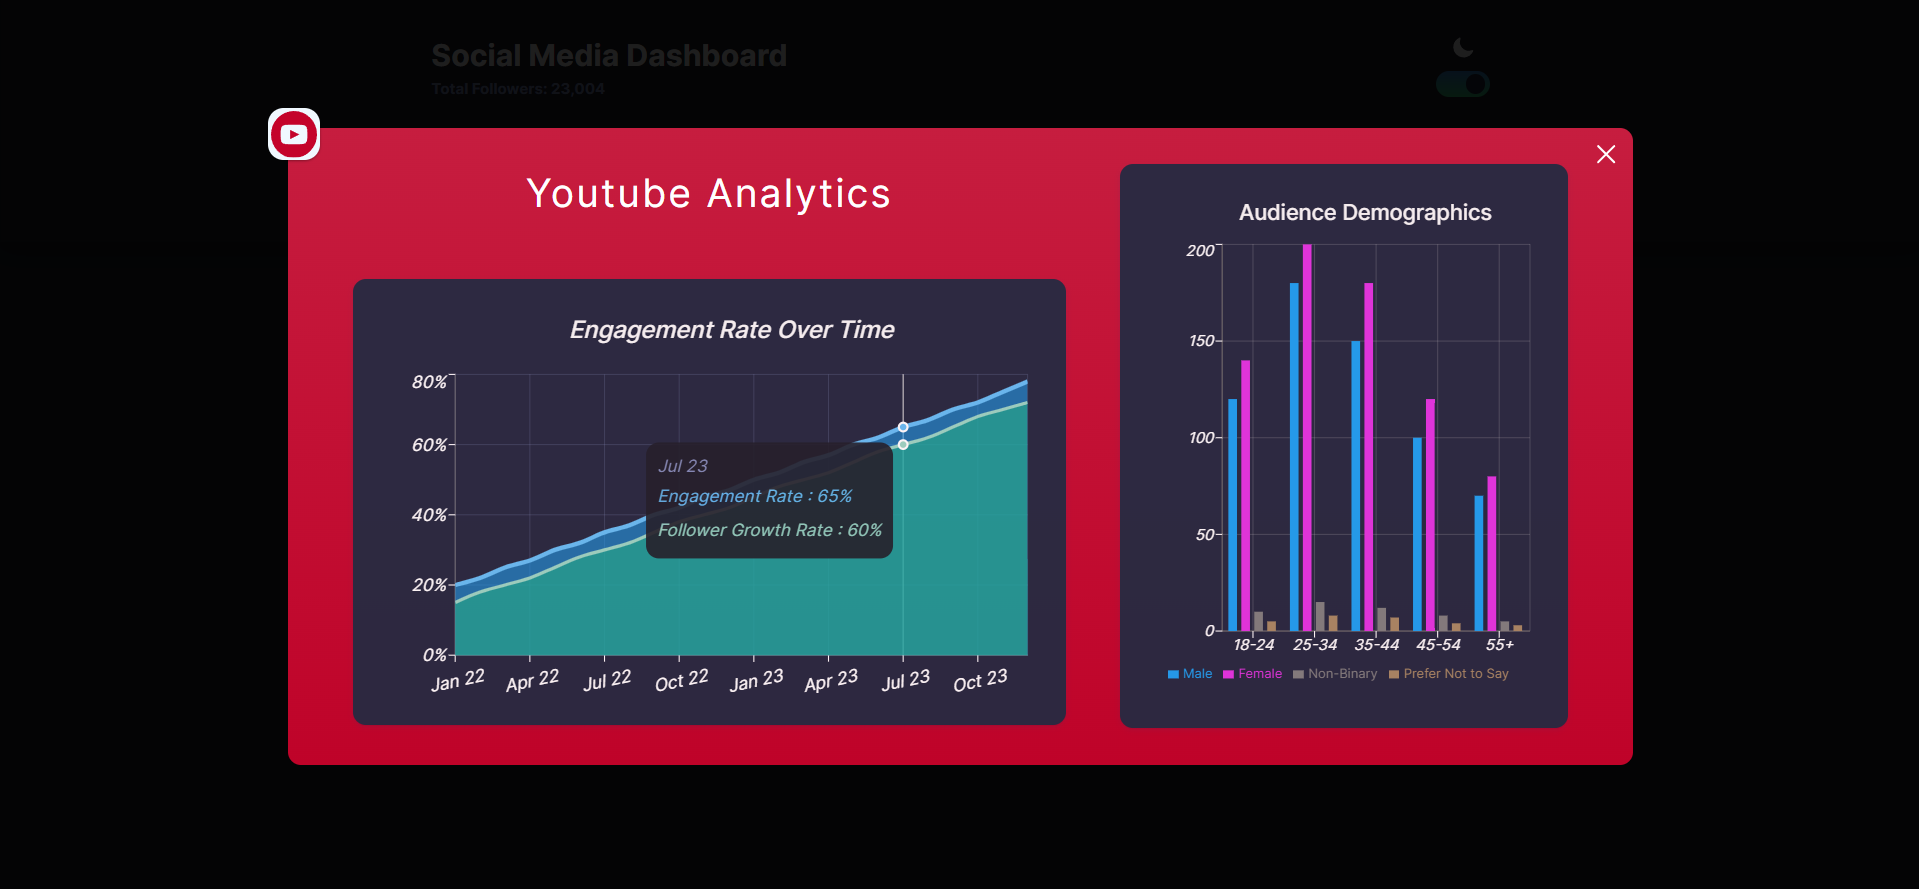 Social Media Dashboard
Total Followers: 23,004
Youtube Analytics
Engagement Rate Over Time
80%
60%
40%
20%
0%
Jan 22 Apr 22 Jul 22 Oct 22 Jan 23 Apr 23 Jul 23 Oct 23
Jul 23
Engagement Rate : 65%
Follower Growth Rate : 60%
Audience Demographics
200
150
100
50
0
18-24 25-34 35-44 45-54 55+
Male Female Non-Binary Prefer Not to Say